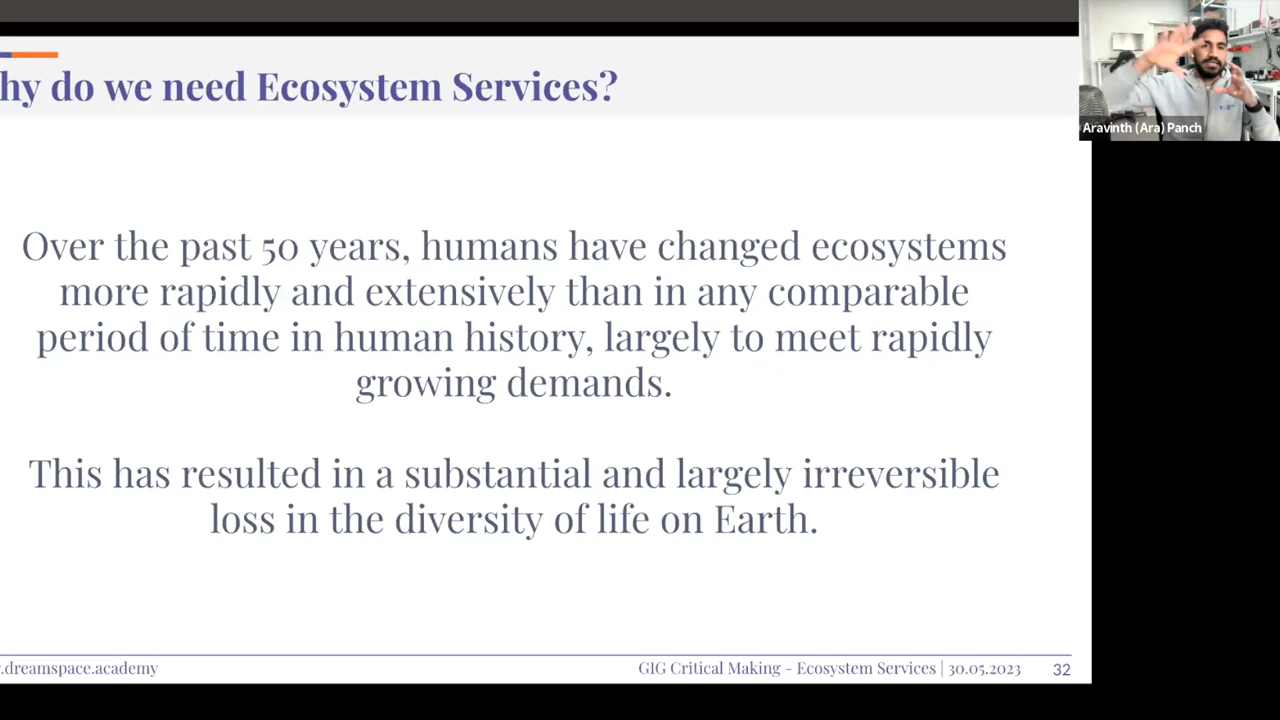 hy do we need Ecosystem Services?
Aravinth (Ara) Panch
Over the past 50 years, humans have changed ecosystems
more rapidly and extensively than in any comparable
period of time in human history, largely to meet rapidly
growing demands.
This has resulted in a substantial and largely irreversible
loss in the diversity of life on Earth.
.dreamspace.academy
GIG Critical Making - Ecosystem Services | 30.05.2023
32